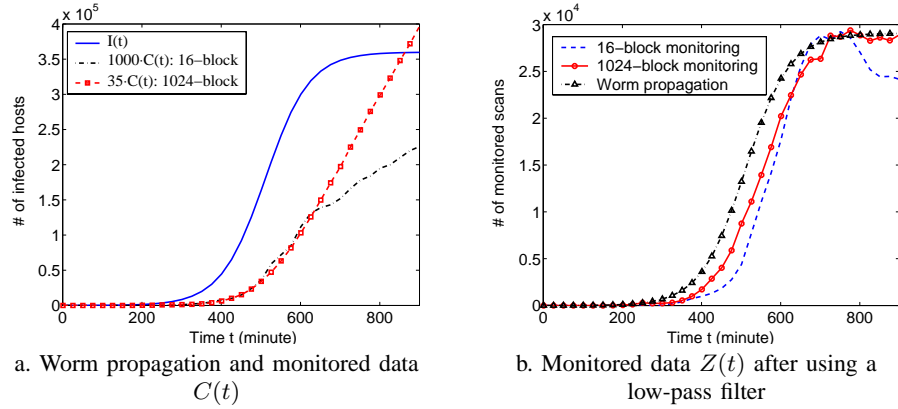 x 10^5
4
3.5
3
2.5
2
1.5
1
0.5
0
# of infected hosts
I(t)
1000·C(t): 16−block
35·C(t): 1024−block
0 200 400 600 800
Time t (minute)
a. Worm propagation and monitored data
C(t)
x 10^4
3
2.5
2
1.5
1
0.5
0
# of monitored scans
16−block monitoring
1024−block monitoring
Worm propagation
0 200 400 600 800
Time t (minute)
b. Monitored data Z(t) after using a
low-pass filter